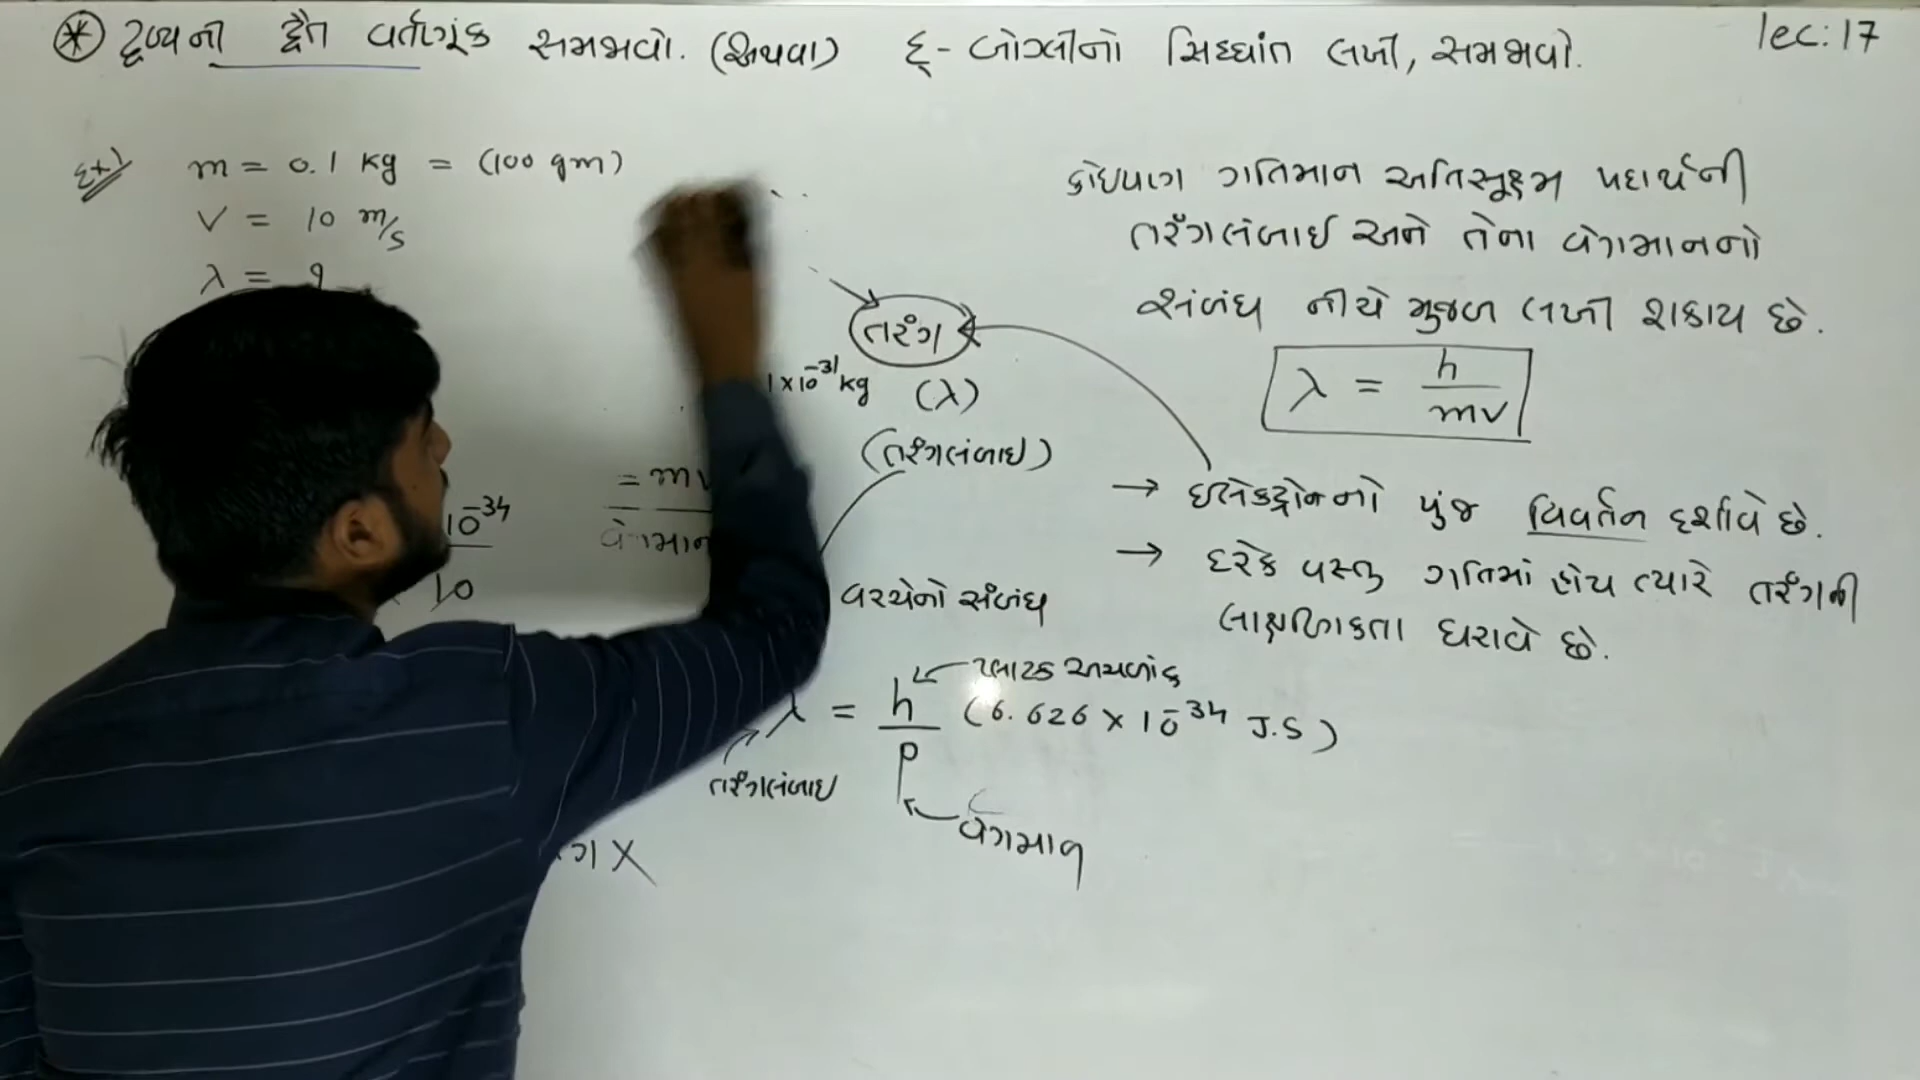 દ્રવ્યની દ્વૈત વર્તણૂંક સમજાવો. (અથવા) દ્-બ્રોગ્લીનો સિધ્ધાંત લખી, સમજાવો.
lec: 17
Ex1
m = 0.1 kg = (100 gm)
V = 10 m/s
λ = ?
10⁻³⁴
10
= mv
વેગમાન
તરંગ
1 × 10⁻³¹ kg (λ)
(તરંગલંબાઇ)
વચ્ચેનો સંબંધ
λ = h/p (6.626 × 10⁻³⁴ J.S)
પ્લાન્ક અચળાંક
તરંગલંબાઇ
વેગમાન
ગ X
કોઇપણ ગતિમાન અતિસૂક્ષ્મ પદાર્થની
તરંગલંબાઇ અને તેના વેગમાનનો
સંબંધ નીચે મુજબ લખી શકાય છે.
λ = h/mv
→ ઇલેક્ટ્રોનનો પુંજ વિવર્તન દર્શાવે છે.
→ દરેક વસ્તુ ગતિમાં હોય ત્યારે તરંગની
લાક્ષણિકતા ધરાવે છે.